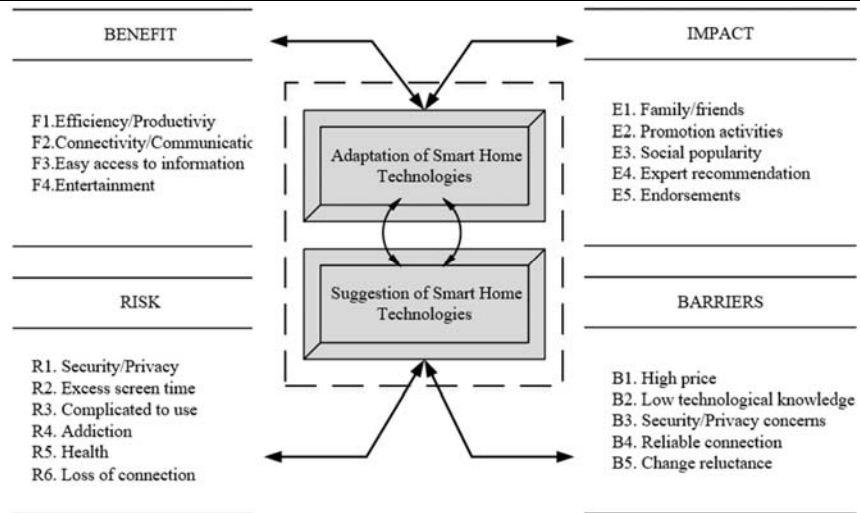 BENEFIT
F1.Efficiency/Productiviy
F2.Connectivity/Communicatic
F3.Easy access to information
F4.Entertainment
IMPACT
E1. Family/friends
E2. Promotion activities
E3. Social popularity
E4. Expert recommendation
E5. Endorsements
Adaptation of Smart Home
Technologies
Suggestion of Smart Home
Technologies
RISK
R1. Security/Privacy
R2. Excess screen time
R3. Complicated to use
R4. Addiction
R5. Health
R6. Loss of connection
BARRIERS
B1. High price
B2. Low technological knowledge
B3. Security/Privacy concerns
B4. Reliable connection
B5. Change reluctance